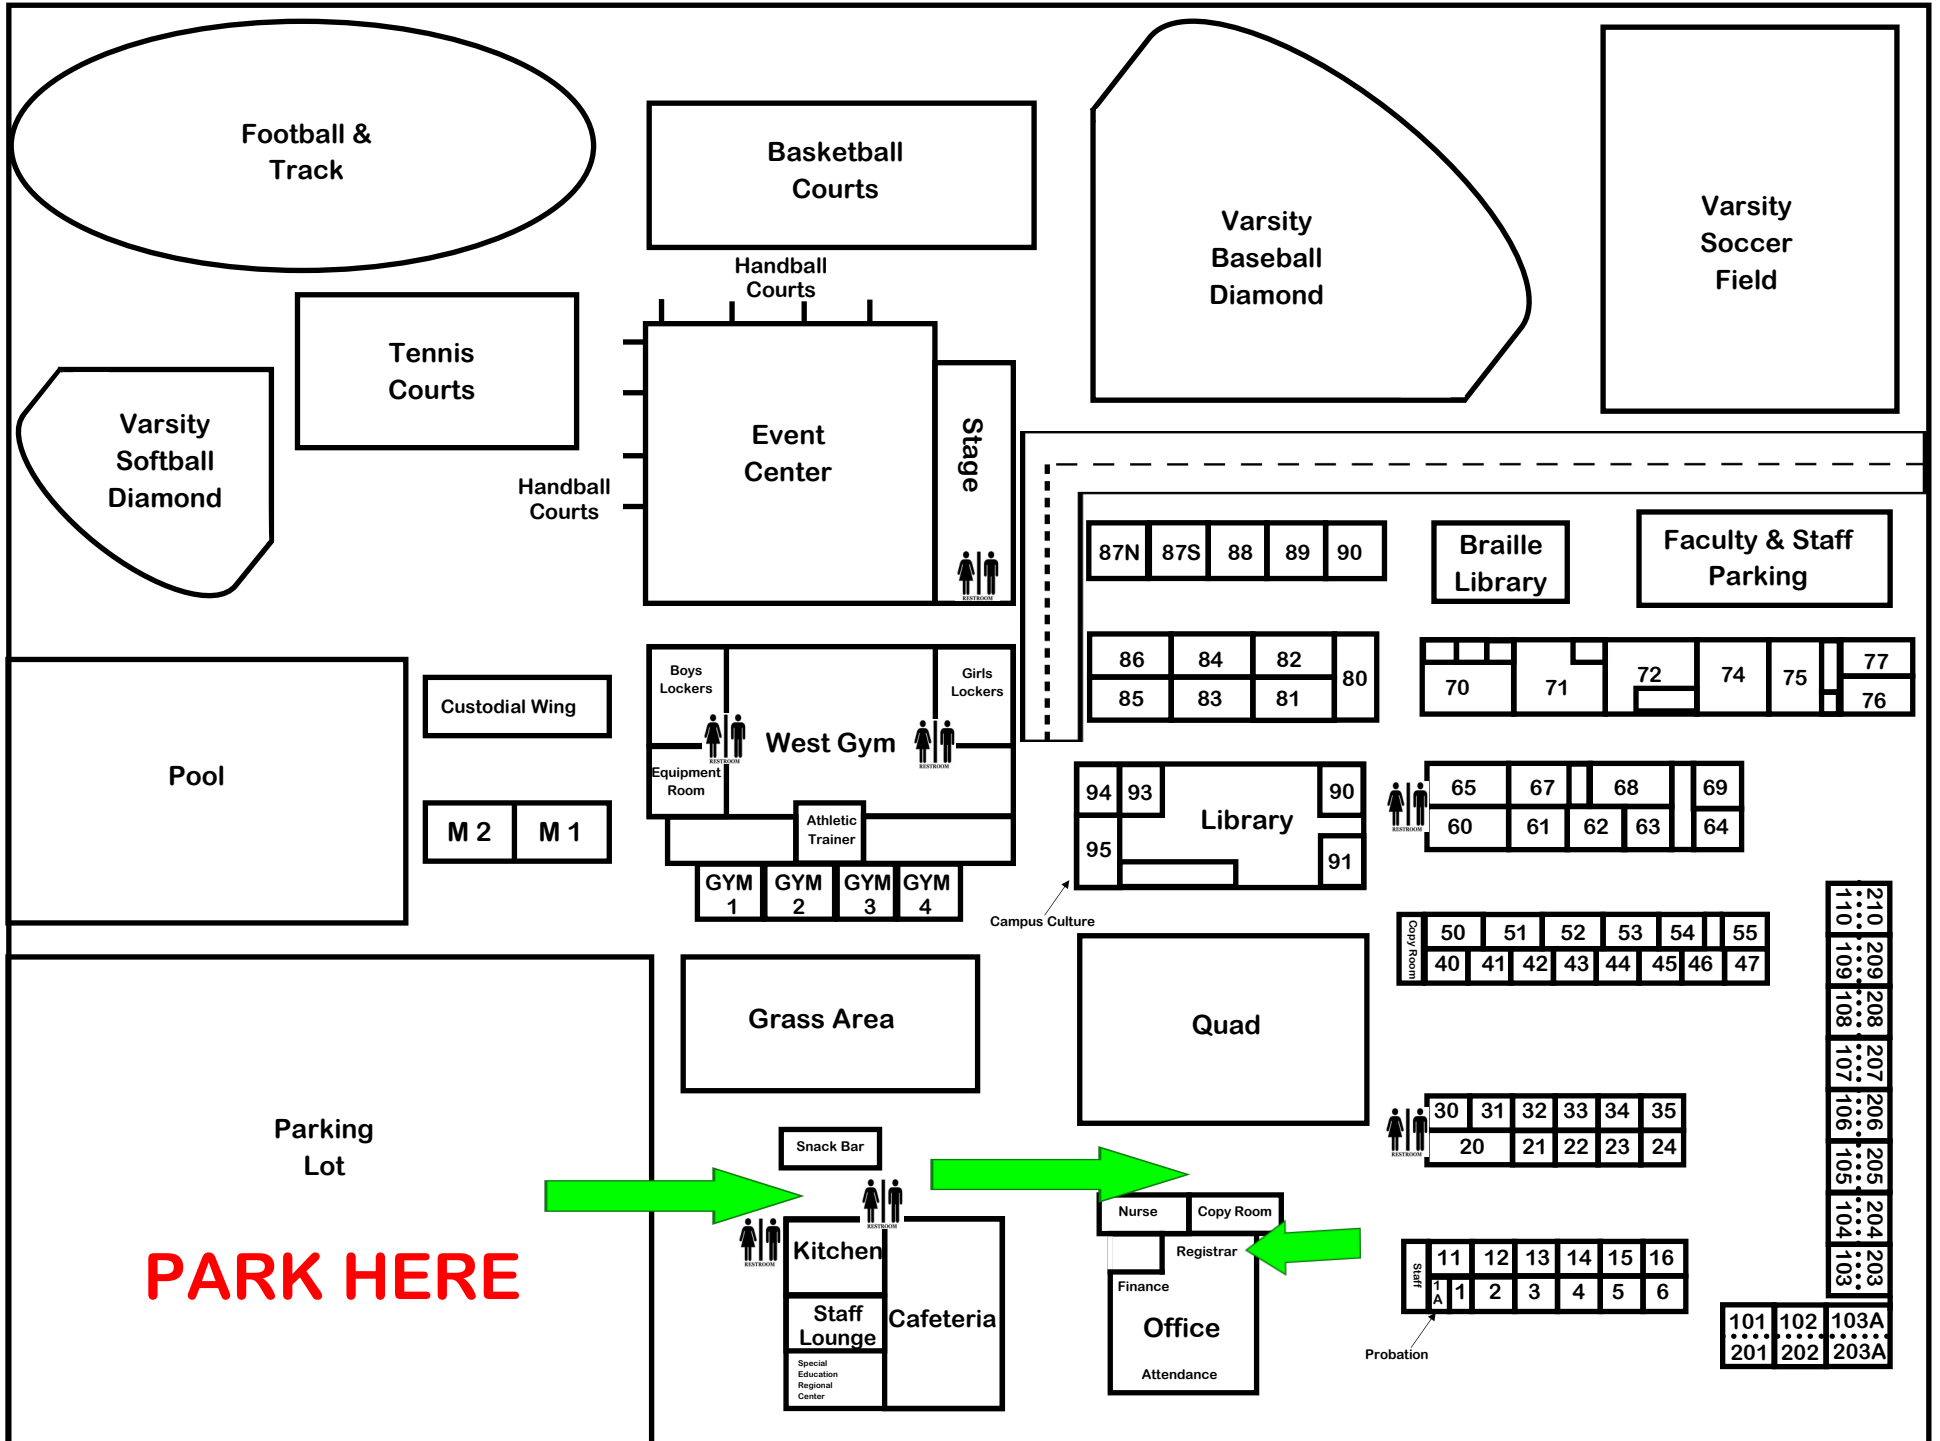 Football &
Track
Basketball
Courts
Varsity
Baseball
Diamond
Varsity
Soccer
Field
Handball
Courts
Tennis
Courts
Varsity
Softball
Diamond
Event
Center
Stage
Handball
Courts
RESTROOM
87N 87S 88 89 90
Braille
Library
Faculty & Staff
Parking
86 84 82 80
85 83 81
70 71 72 74 75 77
76
Pool
Custodial Wing
M 2 M 1
Boys
Lockers
Girls
Lockers
West Gym
RESTROOM
RESTROOM
Equipment
Room
Athletic
Trainer
GYM
1
GYM
2
GYM
3
GYM
4
94 93 Library 90
95 91
Campus Culture
RESTROOM
65 67 68 69
60 61 62 63 64
Copy Room
50 51 52 53 54 55
40 41 42 43 44 45 46 47
110 210
109 209
108 208
107 207
106 206
105 205
104 204
103 203
Grass Area
Quad
Parking
Lot
PARK HERE
Snack Bar
RESTROOM
RESTROOM
Kitchen
Staff
Lounge
Cafeteria
Special
Education
Regional
Center
RESTROOM
30 31 32 33 34 35
20 21 22 23 24
Nurse Copy Room
Registrar
Finance
Office
Attendance
Staff
11 12 13 14 15 16
1
A
1 2 3 4 5 6
Probation
101 102 103A
201 202 203A